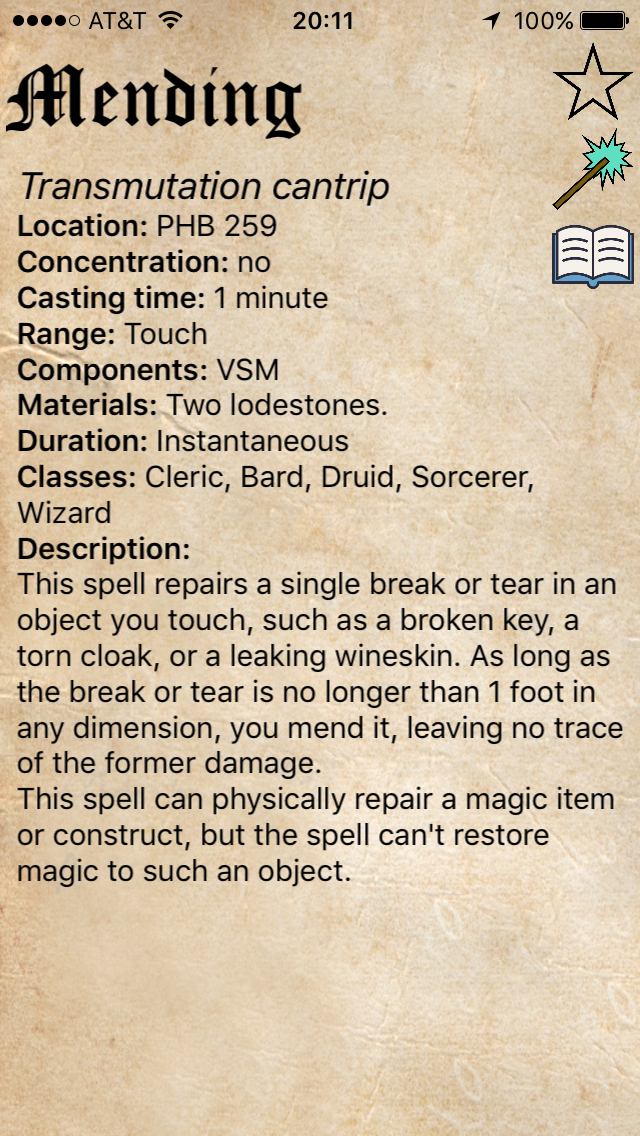 AT&T 20:11 100%
Mending
Transmutation cantrip
Location: PHB 259
Concentration: no
Casting time: 1 minute
Range: Touch
Components: VSM
Materials: Two lodestones.
Duration: Instantaneous
Classes: Cleric, Bard, Druid, Sorcerer,
Wizard
Description:
This spell repairs a single break or tear in an
object you touch, such as a broken key, a
torn cloak, or a leaking wineskin. As long as
the break or tear is no longer than 1 foot in
any dimension, you mend it, leaving no trace
of the former damage.
This spell can physically repair a magic item
or construct, but the spell can't restore
magic to such an object.